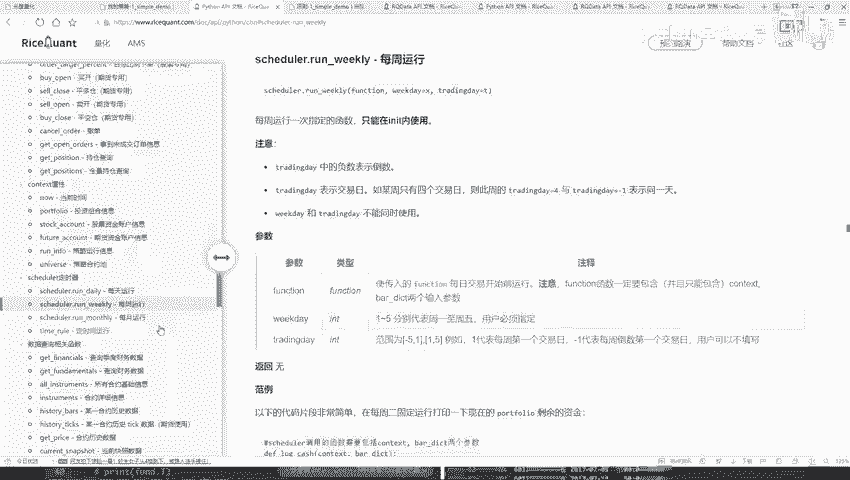 Python API 文档 - RiceQu
RQData API 文档 - RiceQ
Python API 文档 - RiceQu
RQData API 文档 - RiceQ
RQData API 文档 - RiceQ
RiceQuant
量化
AMS
帮助文档
社区
buy_open - 买开（期货专用）
sell_close - 平多仓（期货专用）
sell_open - 卖开（期货专用）
buy_close - 平空仓（期货专用）
cancel_order - 撤单
get_open_orders - 拿到未成交订单信息
get_position - 持仓查询
get_positions - 全量持仓查询
context属性
now - 当前时间
portfolio - 投资组合信息
stock_account - 股票资金账户信息
future_account - 期货资金账户信息
run_info - 策略运行信息
universe - 策略合约池
scheduler定时器
scheduler.run_daily - 每天运行
scheduler.run_weekly - 每周运行
scheduler.run_monthly - 每月运行
time_rule - 定时间运行
数据查询相关函数
get_financials - 查询季度财务数据
get_fundamentals - 查询财务数据
all_instruments - 所有合约基础信息
instruments - 合约详细信息
history_bars - 某一合约历史数据
history_ticks - 某一合约历史 tick 数据（期货使用）
get_price - 合约历史数据
current_snapshot - 当前快照数据
scheduler.run_weekly - 每周运行
scheduler.run_weekly(function, weekday=x, tradingday=t)
每周运行一次指定的函数，只能在init内使用。
注意：
tradingday 中的负数表示倒数。
tradingday 表示交易日。如某周只有四个交易日，则此周的 tradingday=4 与 tradingday=-1 表示同一天。
weekday 和 tradingday 不能同时使用。
参数
参数 类型 注释
function function 使传入的 function 每日交易开始前运行。注意，function函数一定要包含（并且只能包含）context, bar_dict两个输入参数
weekday int 1~5 分别代表周一至周五，用户必须指定
tradingday int 范围为[-5,1],[1,5] 例如，1代表每周第一个交易日，-1代表每周倒数第一个交易日，用户可以不填写
返回 无
范例
以下的代码片段非常简单，在每周二固定运行打印一下现在的 portfolio 剩余的资金：
#scheduler调用的函数需要包括context, bar_dict两个参数
def log_cash(context, bar_dict):